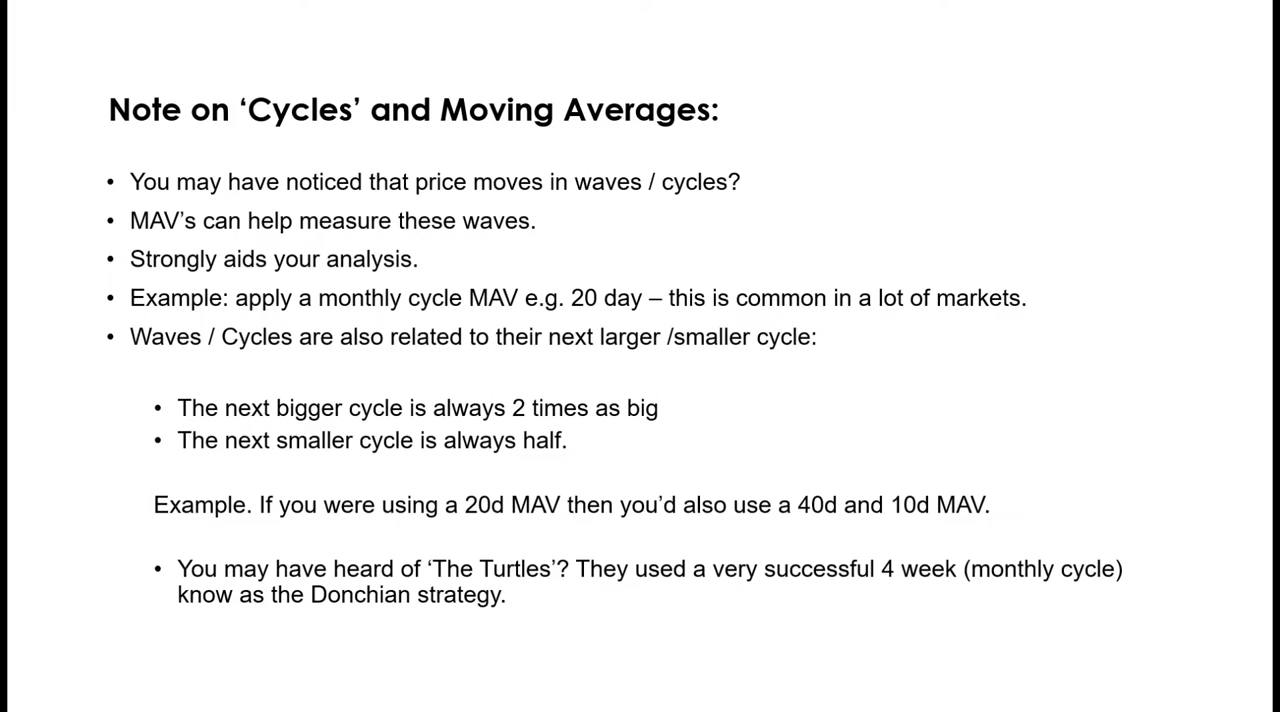 Note on ‘Cycles’ and Moving Averages:
• You may have noticed that price moves in waves / cycles?
• MAV’s can help measure these waves.
• Strongly aids your analysis.
• Example: apply a monthly cycle MAV e.g. 20 day – this is common in a lot of markets.
• Waves / Cycles are also related to their next larger /smaller cycle:
• The next bigger cycle is always 2 times as big
• The next smaller cycle is always half.
Example. If you were using a 20d MAV then you’d also use a 40d and 10d MAV.
• You may have heard of ‘The Turtles’? They used a very successful 4 week (monthly cycle)
know as the Donchian strategy.